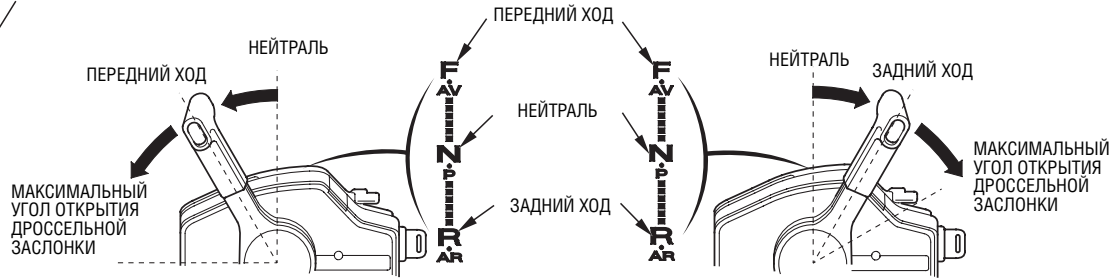 ПЕРЕДНИЙ ХОД
НЕЙТРАЛЬ
ПЕРЕДНИЙ ХОД
МАКСИМАЛЬНЫЙ
УГОЛ ОТКРЫТИЯ
ДРОССЕЛЬНОЙ
ЗАСЛОНКИ
F
AV
N
P
R
AR
НЕЙТРАЛЬ
ЗАДНИЙ ХОД
F
AV
N
P
R
AR
НЕЙТРАЛЬ
ЗАДНИЙ ХОД
МАКСИМАЛЬНЫЙ
УГОЛ ОТКРЫТИЯ
ДРОССЕЛЬНОЙ
ЗАСЛОНКИ